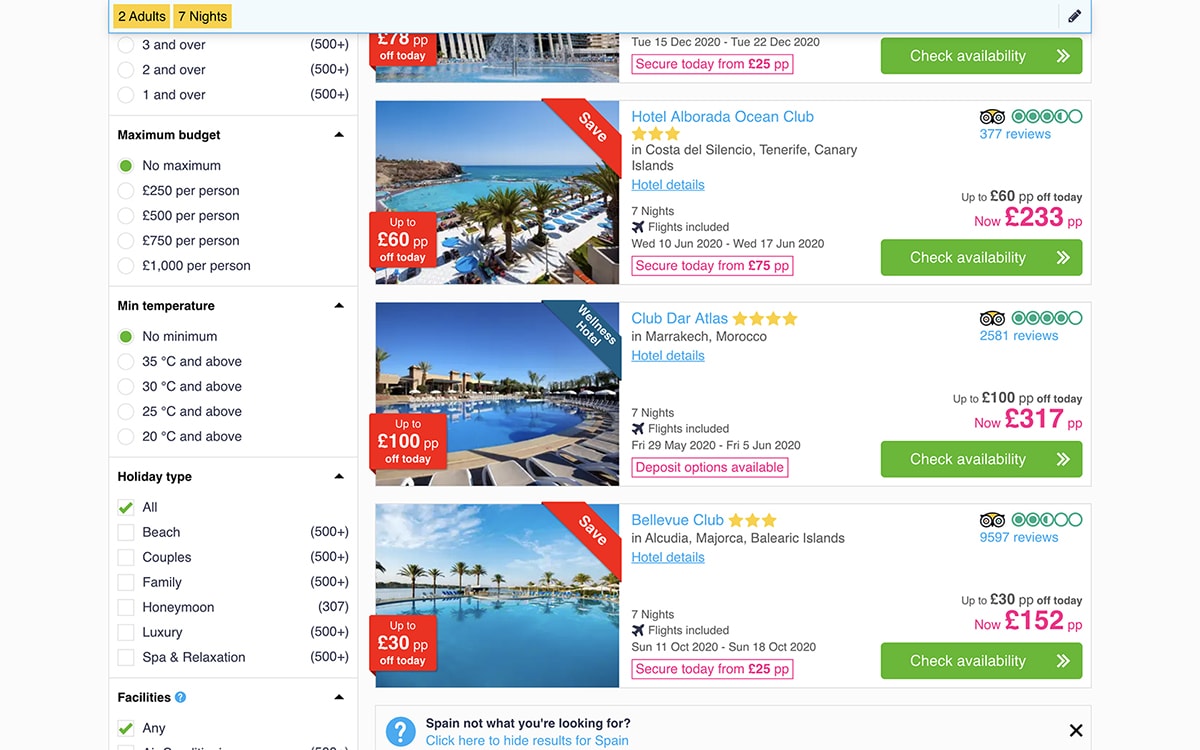 2 Adults 7 Nights
3 and over (500+)
2 and over (500+)
1 and over (500+)
Maximum budget
No maximum
£250 per person
£500 per person
£750 per person
£1,000 per person
Min temperature
No minimum
35 °C and above
30 °C and above
25 °C and above
20 °C and above
Holiday type
All
Beach (500+)
Couples (500+)
Family (500+)
Honeymoon (307)
Luxury (500+)
Spa & Relaxation (500+)
Facilities ?
Any
£78 pp
off today
Tue 15 Dec 2020 - Tue 22 Dec 2020
Secure today from £25 pp
Check availability
Save
Up to
£60 pp
off today
Hotel Alborada Ocean Club
in Costa del Silencio, Tenerife, Canary
Islands
Hotel details
7 Nights
Flights included
Wed 10 Jun 2020 - Wed 17 Jun 2020
Secure today from £75 pp
377 reviews
Up to £60 pp off today
Now £233 pp
Check availability
Wellness
Hotel
Up to
£100 pp
off today
Club Dar Atlas
in Marrakech, Morocco
Hotel details
7 Nights
Flights included
Fri 29 May 2020 - Fri 5 Jun 2020
Deposit options available
2581 reviews
Up to £100 pp off today
Now £317 pp
Check availability
Save
Up to
£30 pp
off today
Bellevue Club
in Alcudia, Majorca, Balearic Islands
Hotel details
7 Nights
Flights included
Sun 11 Oct 2020 - Sun 18 Oct 2020
Secure today from £25 pp
9597 reviews
Up to £30 pp off today
Now £152 pp
Check availability
? Spain not what you're looking for?
Click here to hide results for Spain